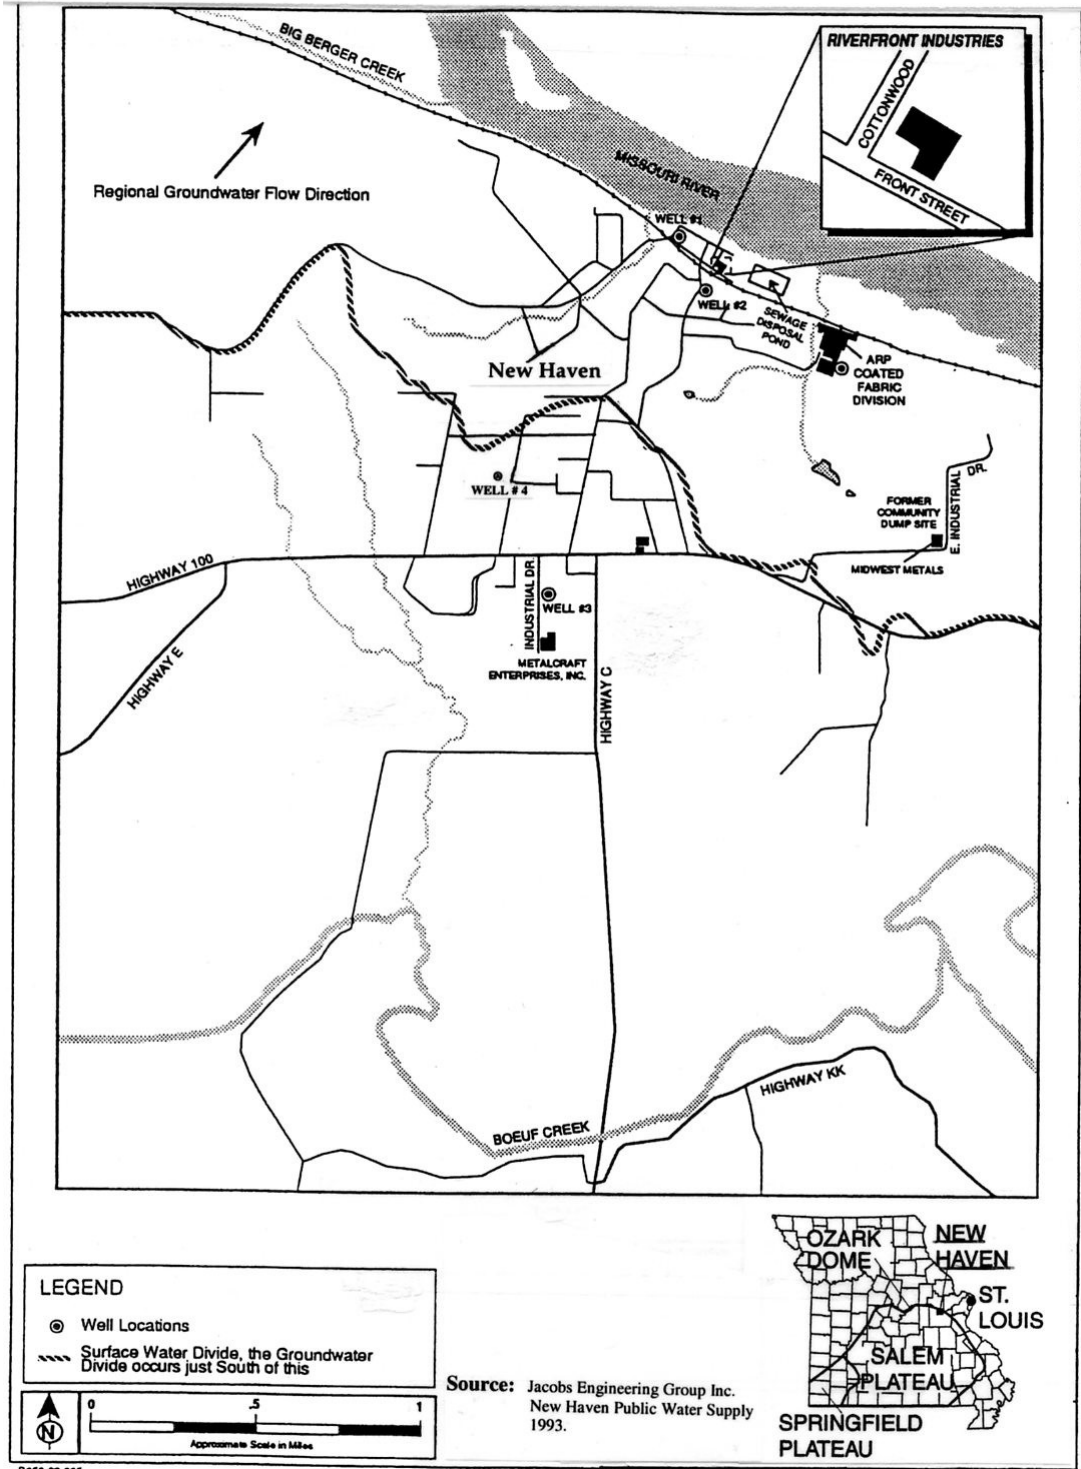 RIVERFRONT INDUSTRIES
COTTONWOOD
FRONT STREET
BIG BERGER CREEK
Regional Groundwater Flow Direction
MISSOURI RIVER
WELL #1
WELL #2
SEWAGE
DISPOSAL
POND
ARP
COATED
FABRIC
DIVISION
New Haven
WELL # 4
FORMER
COMMUNITY
DUMP SITE
E. INDUSTRIAL
DR.
MIDWEST METALS
HIGHWAY 100
HIGHWAY E
INDUSTRIAL DR.
WELL #3
METALCRAFT
ENTERPRISES, INC.
HIGHWAY C
HIGHWAY KK
BOEUF CREEK
LEGEND
Well Locations
Surface Water Divide, the Groundwater
Divide occurs just South of this
N
0 .5 1
Approximate Scale in Miles
Source: Jacobs Engineering Group Inc.
New Haven Public Water Supply
1993.
OZARK
DOME
NEW
HAVEN
ST.
LOUIS
SALEM
PLATEAU
SPRINGFIELD
PLATEAU